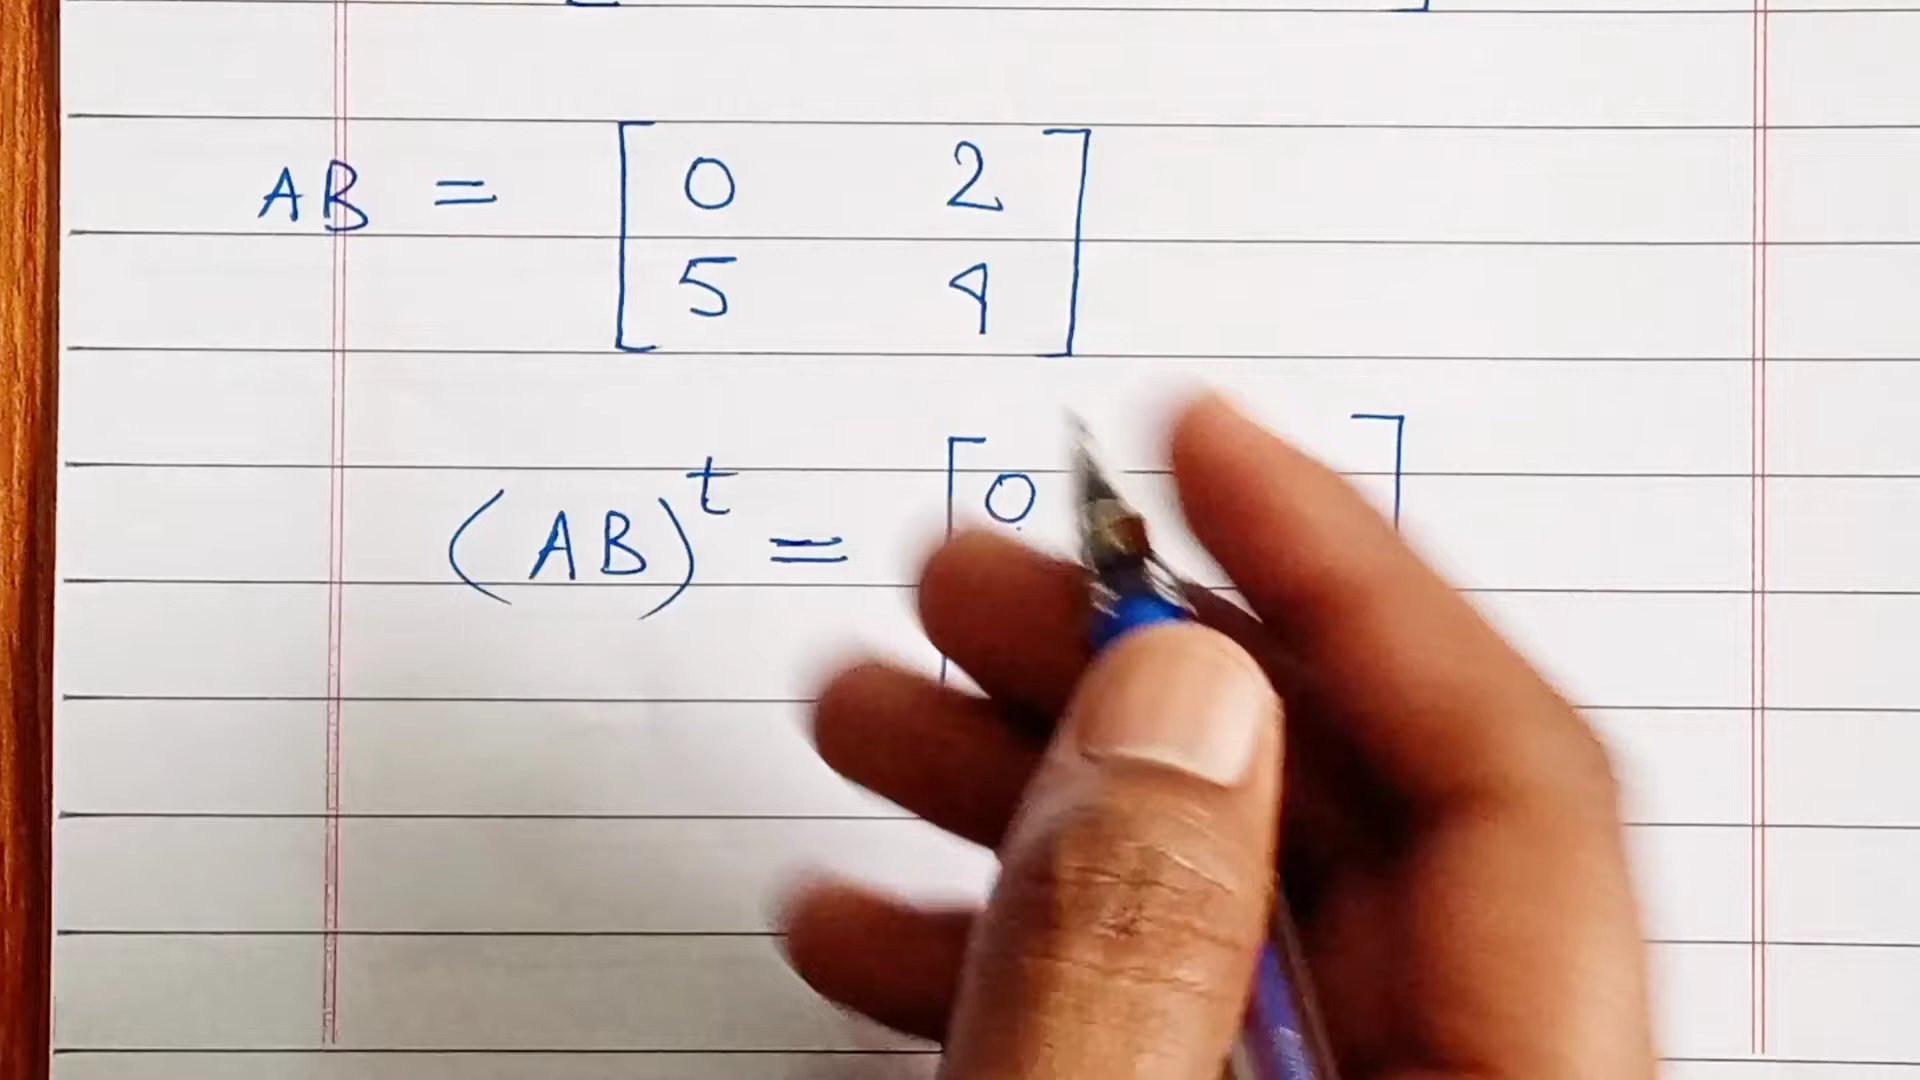 AB = [ 0 2
5 4 ]
(AB)^t = [ 0 ]